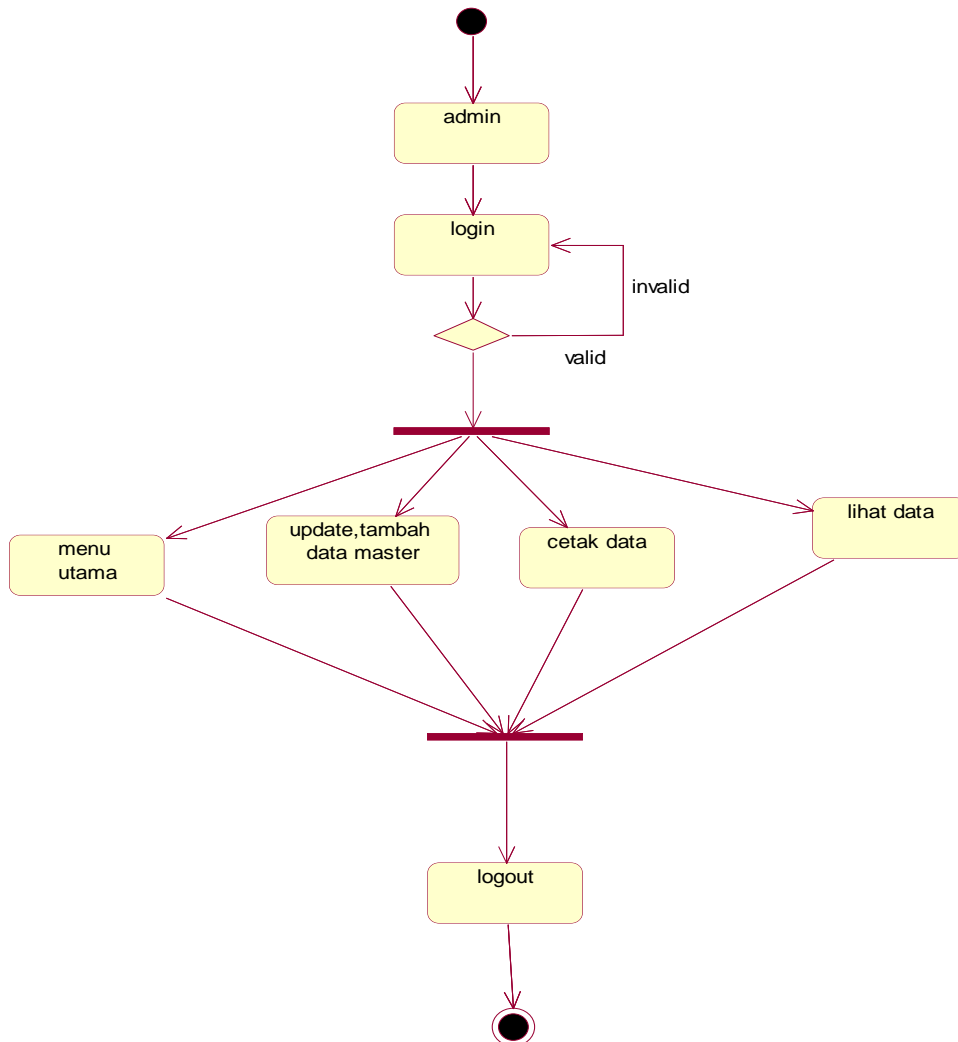 admin
login
invalid
valid
menu
utama
update,tambah
data master
cetak data
lihat data
logout